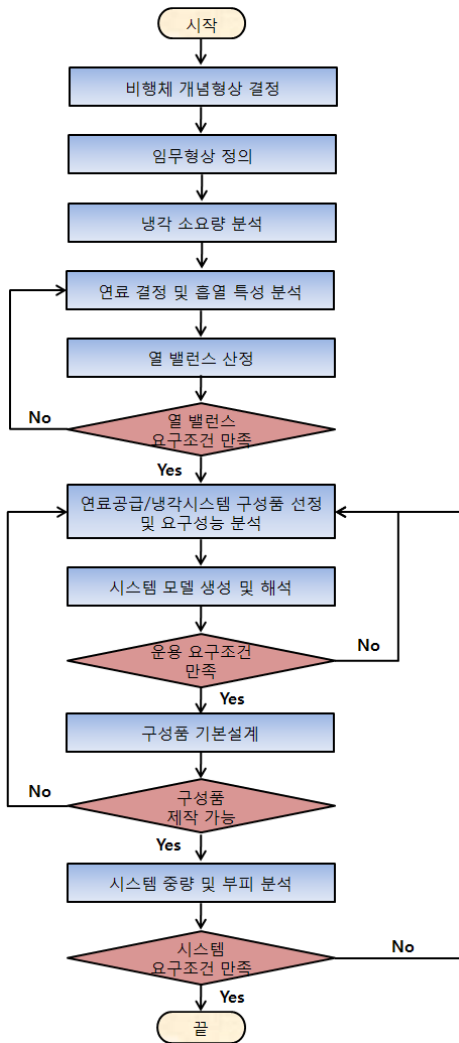 시작
비행체 개념형상 결정
임무형상 정의
냉각 소요량 분석
연료 결정 및 흡열 특성 분석
열 밸런스 산정
열 밸런스
요구조건 만족
No
Yes
연료공급/냉각시스템 구성품 선정
및 요구성능 분석
시스템 모델 생성 및 해석
운용 요구조건
만족
No
Yes
구성품 기본설계
구성품
제작 가능
No
Yes
시스템 중량 및 부피 분석
시스템
요구조건 만족
No
Yes
끝